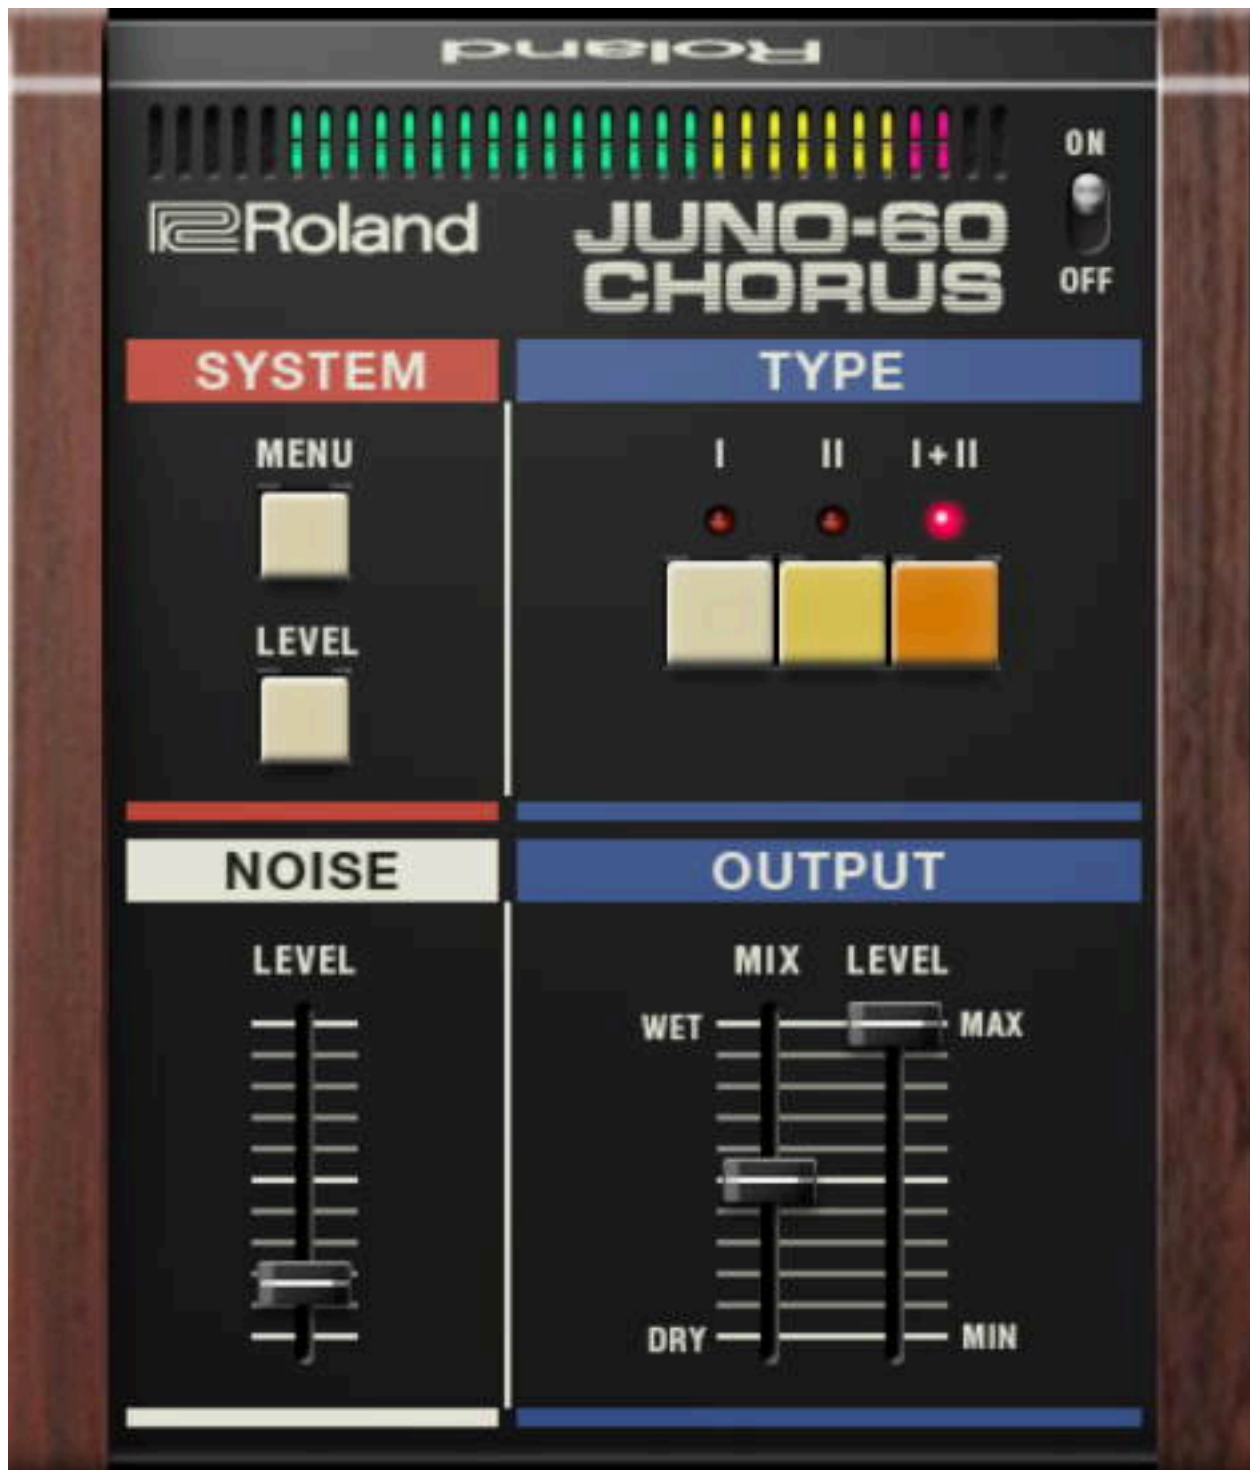 Roland
ON
Roland
JUNO-60
CHORUS
OFF
SYSTEM
TYPE
MENU
I II I+II
LEVEL
NOISE
OUTPUT
LEVEL
MIX LEVEL
WET
MAX
DRY
MIN